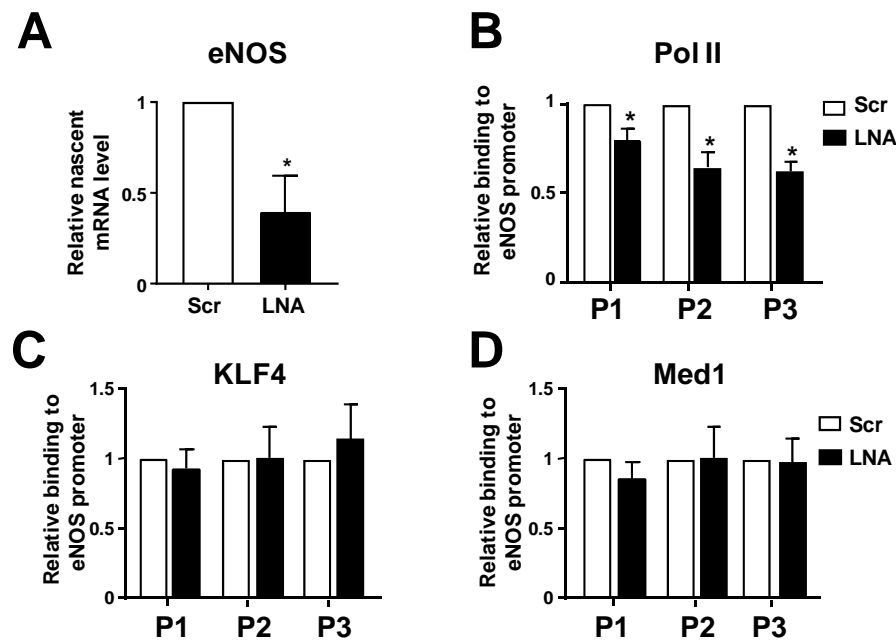 A
eNOS
Relative nascent
mRNA level
1
0.5
0
*
Scr
LNA
B
Pol II
Relative binding to
eNOS promoter
1
0.5
0
*
*
*
Scr
LNA
P1
P2
P3
C
KLF4
Relative binding to
eNOS promoter
1.5
1
0.5
0
P1
P2
P3
D
Med1
Relative binding to
eNOS promoter
1.5
1
0.5
0
Scr
LNA
P1
P2
P3